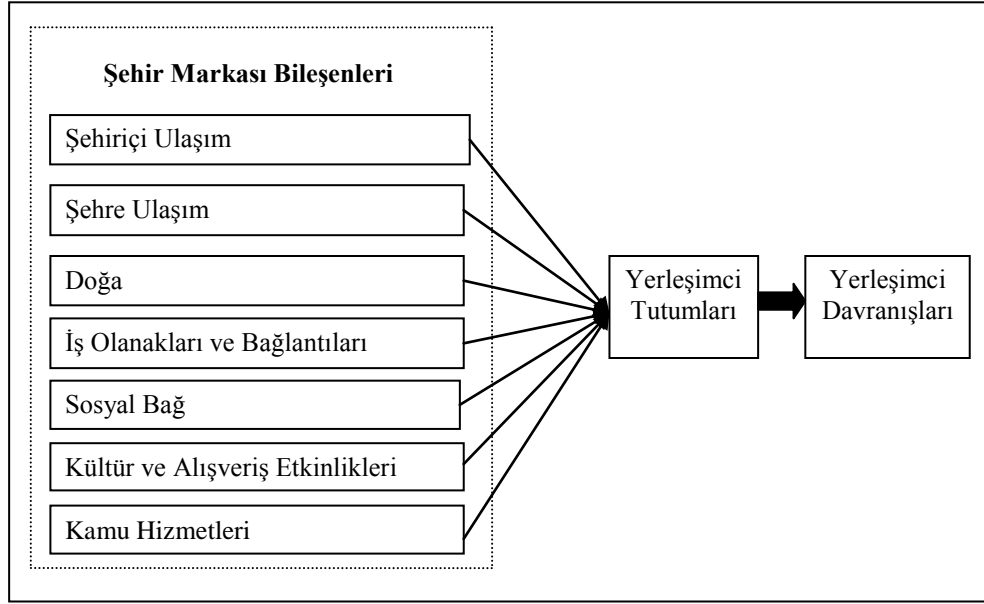 Şehir Markası Bileşenleri
Şehiriçi Ulaşım
Şehre Ulaşım
Doğa
İş Olanakları ve Bağlantıları
Sosyal Bağ
Kültür ve Alışveriş Etkinlikleri
Kamu Hizmetleri
Yerleşimci
Tutumları
Yerleşimci
Davranışları